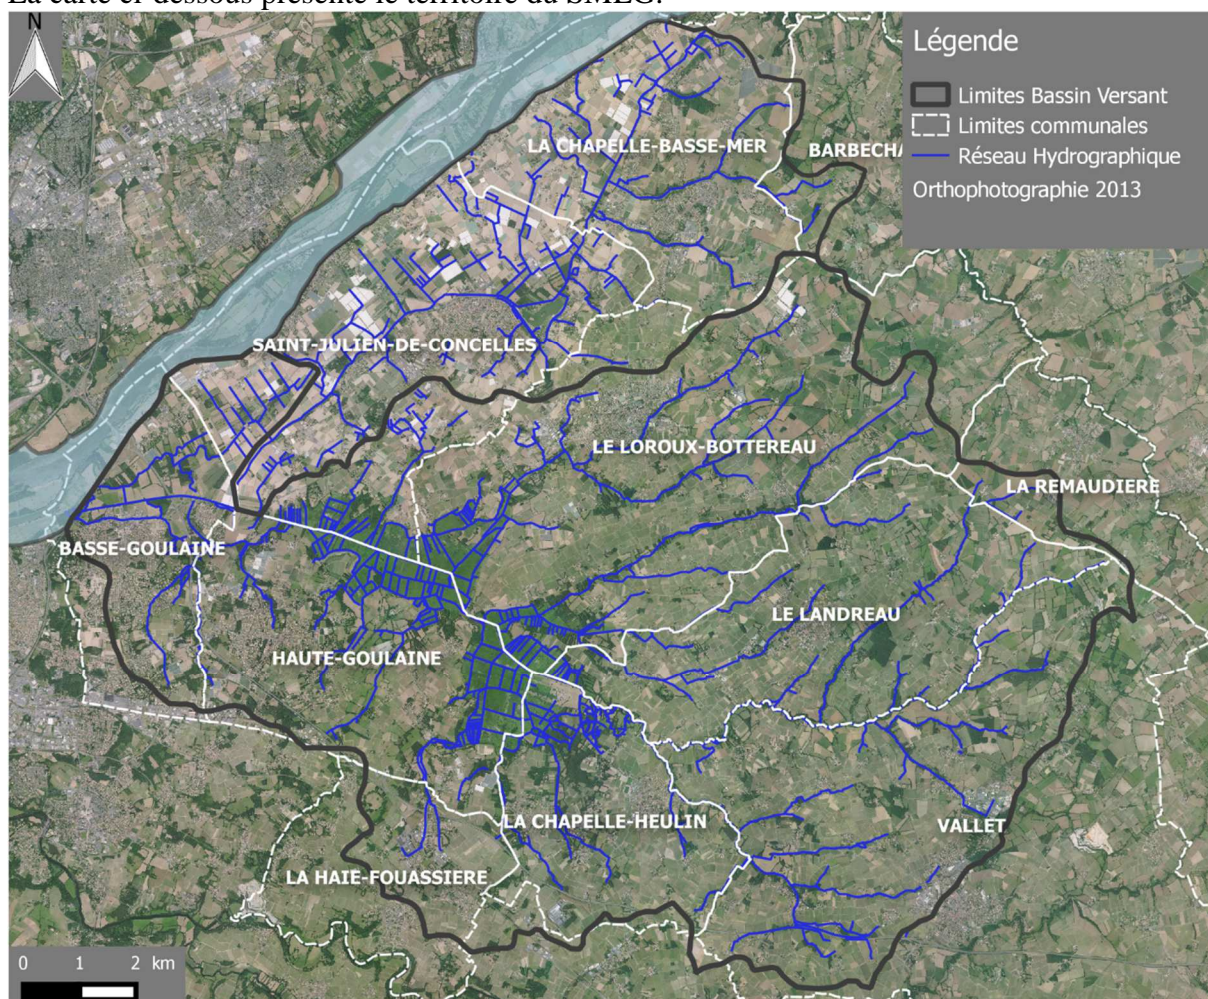 La carte ci-dessous présente le territoire du SMLG.
N
Légende
Limites Bassin Versant
Limites communales
Réseau Hydrographique
Orthophotographie 2013
LA CHAPELLE-BASSE-MER
BARBECHA
SAINT-JULIEN-DE-CONCELLES
LE LOROUX-BOTTEREAU
LA REMAUDIERE
BASSE-GOULAINE
LE LANDREAU
HAUTE-GOULAINE
LA CHAPELLE-HEULIN
VALLET
LA HAIE-FOUASSIERE
0 1 2 km